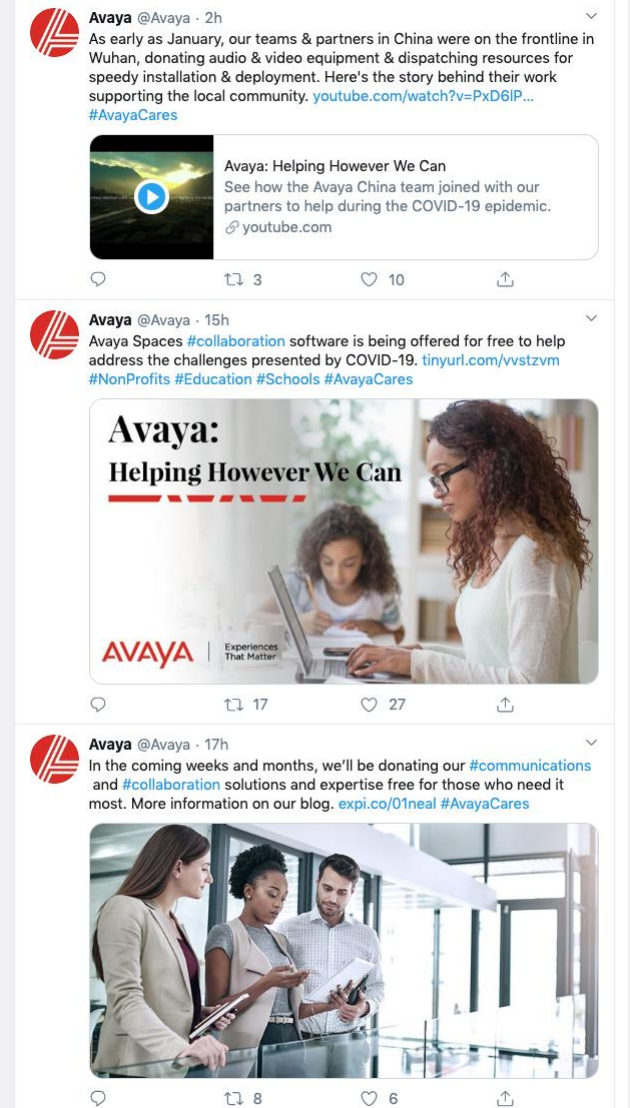 Avaya @Avaya · 2h
As early as January, our teams & partners in China were on the frontline in
Wuhan, donating audio & video equipment & dispatching resources for
speedy installation & deployment. Here's the story behind their work
supporting the local community. youtube.com/watch?v=PxD6lP...
#AvayaCares
Avaya: Helping However We Can
See how the Avaya China team joined with our
partners to help during the COVID-19 epidemic.
youtube.com
3 10
Avaya @Avaya · 15h
Avaya Spaces #collaboration software is being offered for free to help
address the challenges presented by COVID-19. tinyurl.com/vvstzvm
#NonProfits #Education #Schools #AvayaCares
Avaya:
Helping However We Can
AVAYA | Experiences
That Matter
17 27
Avaya @Avaya · 17h
In the coming weeks and months, we'll be donating our #communications
and #collaboration solutions and expertise free for those who need it
most. More information on our blog. expi.co/01neal #AvayaCares
8 6